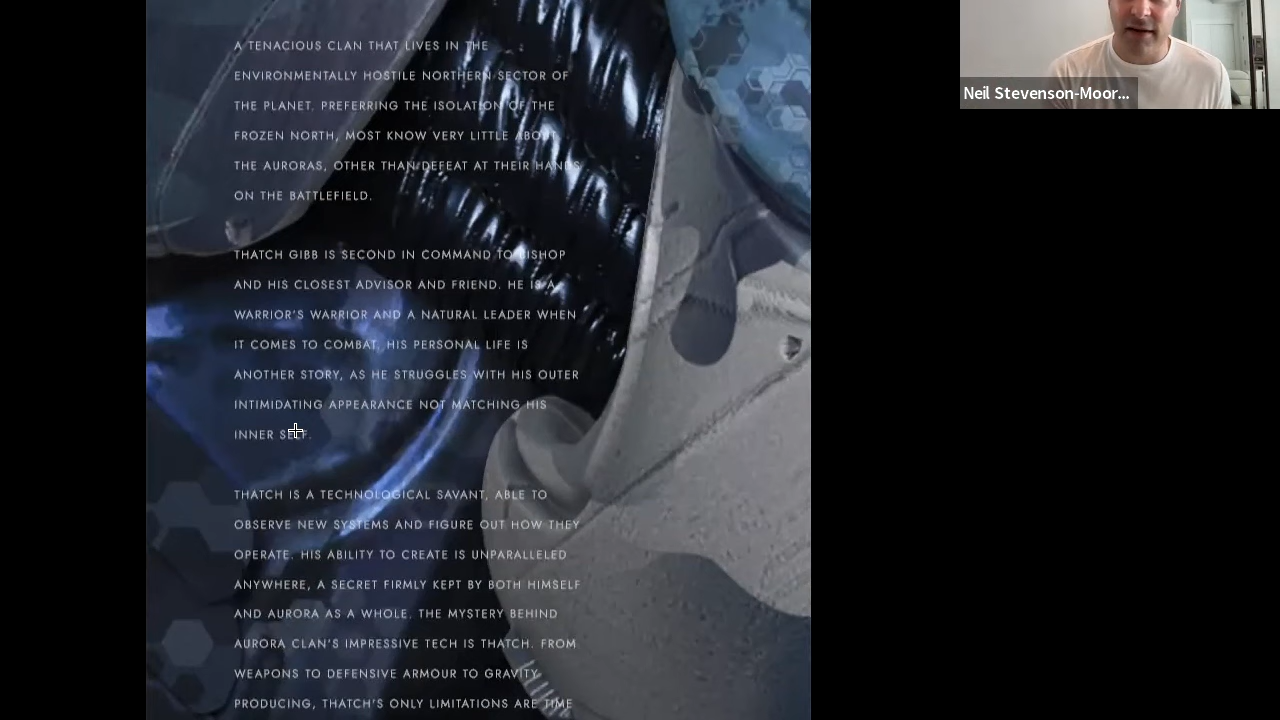 A TENACIOUS CLAN THAT LIVES IN THE
ENVIRONMENTALLY HOSTILE NORTHERN SECTOR OF
THE PLANET. PREFERRING THE ISOLATION OF THE
FROZEN NORTH, MOST KNOW VERY LITTLE ABOUT
THE AURORAS, OTHER THAN DEFEAT AT THEIR HANDS
ON THE BATTLEFIELD.
THATCH GIBB IS SECOND IN COMMAND TO BISHOP
AND HIS CLOSEST ADVISOR AND FRIEND. HE IS A
WARRIOR'S WARRIOR AND A NATURAL LEADER WHEN
IT COMES TO COMBAT. HIS PERSONAL LIFE IS
ANOTHER STORY, AS HE STRUGGLES WITH HIS OUTER
INTIMIDATING APPEARANCE NOT MATCHING HIS
INNER SELF.
THATCH IS A TECHNOLOGICAL SAVANT, ABLE TO
OBSERVE NEW SYSTEMS AND FIGURE OUT HOW THEY
OPERATE. HIS ABILITY TO CREATE IS UNPARALLELED
ANYWHERE, A SECRET FIRMLY KEPT BY BOTH HIMSELF
AND AURORA AS A WHOLE. THE MYSTERY BEHIND
AURORA CLAN'S IMPRESSIVE TECH IS THATCH. FROM
WEAPONS TO DEFENSIVE ARMOUR TO GRAVITY
PRODUCING, THATCH'S ONLY LIMITATIONS ARE TIME
Neil Stevenson-Moor...